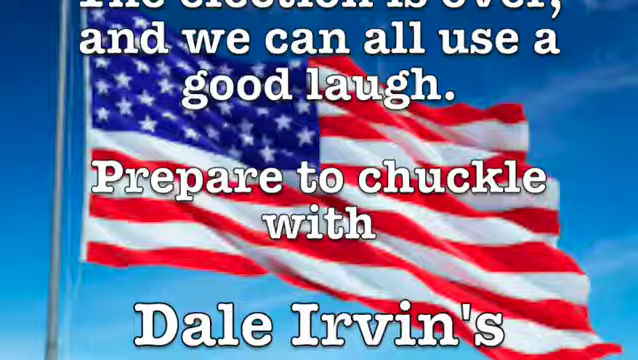 The election is over,
and we can all use a
good laugh.
Prepare to chuckle
with
Dale Irvin's